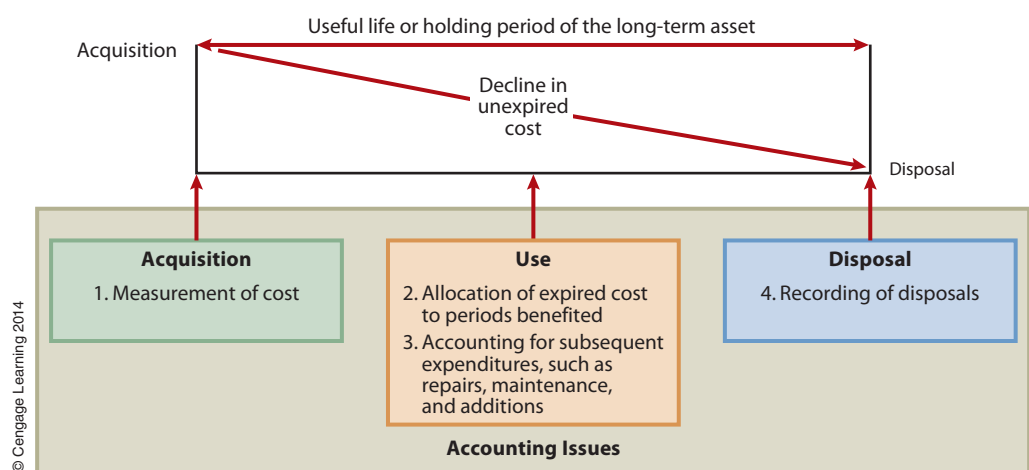 Useful life or holding period of the long-term asset
Acquisition
Decline in
unexpired
cost
Disposal
Acquisition
1. Measurement of cost
Use
2. Allocation of expired cost
to periods benefited
3. Accounting for subsequent
expenditures, such as
repairs, maintenance,
and additions
Disposal
4. Recording of disposals
Accounting Issues
© Cengage Learning 2014